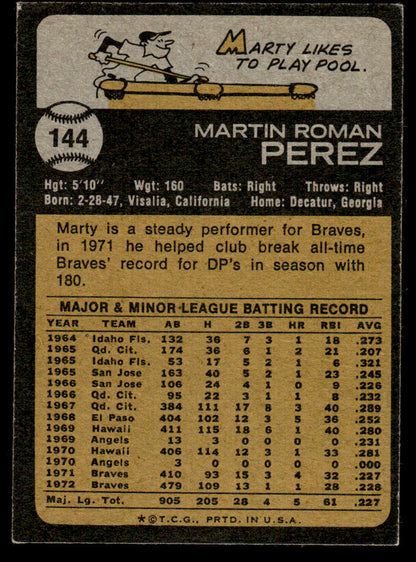 MARTY LIKES
TO PLAY POOL.
144
MARTIN ROMAN
PEREZ
Hgt: 5'10" Wgt: 160 Bats: Right Throws: Right
Born: 2-28-47, Visalia, California Home: Decatur, Georgia
Marty is a steady performer for Braves,
in 1971 he helped club break all-time
Braves' record for DP's in season with
180.
MAJOR & MINOR LEAGUE BATTING RECORD
YEAR TEAM AB H 2B 3B HR RBI AVG
1964 Idaho Fls. 132 36 7 3 1 18 .273
1965 Qd. Cit. 174 36 6 1 2 21 .207
1965 Idaho Fls. 53 17 5 1 1 6 .321
1965 San Jose 163 40 5 2 1 23 .245
1966 San Jose 106 24 4 1 0 9 .226
1966 Qd. Cit. 95 22 3 1 1 8 .232
1967 Qd. Cit. 384 111 17 8 3 40 .289
1968 El Paso 404 102 12 3 5 36 .252
1969 Hawaii 411 115 18 6 1 40 .280
1969 Angels 13 3 0 0 0 0 .231
1970 Hawaii 406 114 12 3 1 33 .281
1970 Angels 3 0 0 0 0 0 .000
1971 Braves 410 93 15 3 4 32 .227
1972 Braves 479 109 13 1 1 28 .228
Maj. Lg. Tot. 905 205 28 4 5 61 .227
*©T.C.G., PRTD. IN U.S.A.